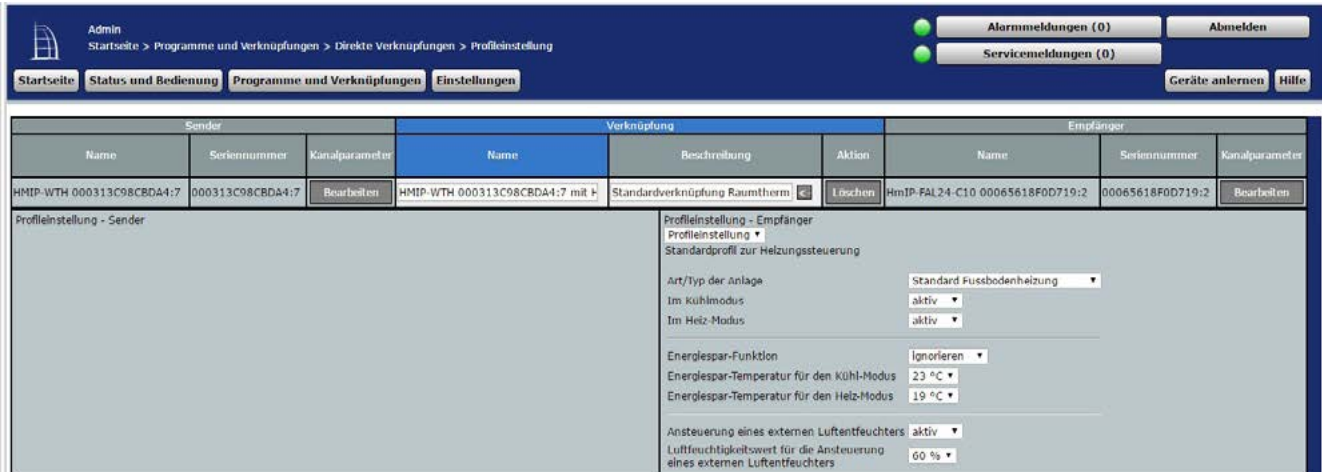 Admin
Alarmmeldungen (0) Abmelden
Startseite > Programme und Verknüpfungen > Direkte Verknüpfungen > Profileinstellung
Servicemeldungen (0)
Startseite Status und Bedienung Programme und Verknüpfungen Einstellungen Geräte anlernen Hilfe
Sender Verknüpfung Empfänger
Name Seriennummer Kanalparameter Name Beschreibung Aktion Name Seriennummer Kanalparameter
HMIP-WTH 000313C98CBDA4:7 000313C98CBDA4:7 Bearbeiten HMIP-WTH 000313C98CBDA4:7 mit H Standardverknüpfung Raumtherm < Löschen HmIP-FAL24-C10 00065618F0D719:2 00065618F0D719:2 Bearbeiten
Profileinstellung - Sender Profileinstellung - Empfänger
Profileinstellung
Standardprofil zur Heizungssteuerung
Art/Typ der Anlage Standard Fussbodenheizung
Im Kühlmodus aktiv
Im Heiz-Modus aktiv
Energiespar-Funktion ignorieren
Energiespar-Temperatur für den Kühl-Modus 23 °C
Energiespar-Temperatur für den Heiz-Modus 19 °C
Ansteuerung eines externen Luftentfeuchters aktiv
Luftfeuchtigkeitswert für die Ansteuerung
eines externen Luftentfeuchters 60 %